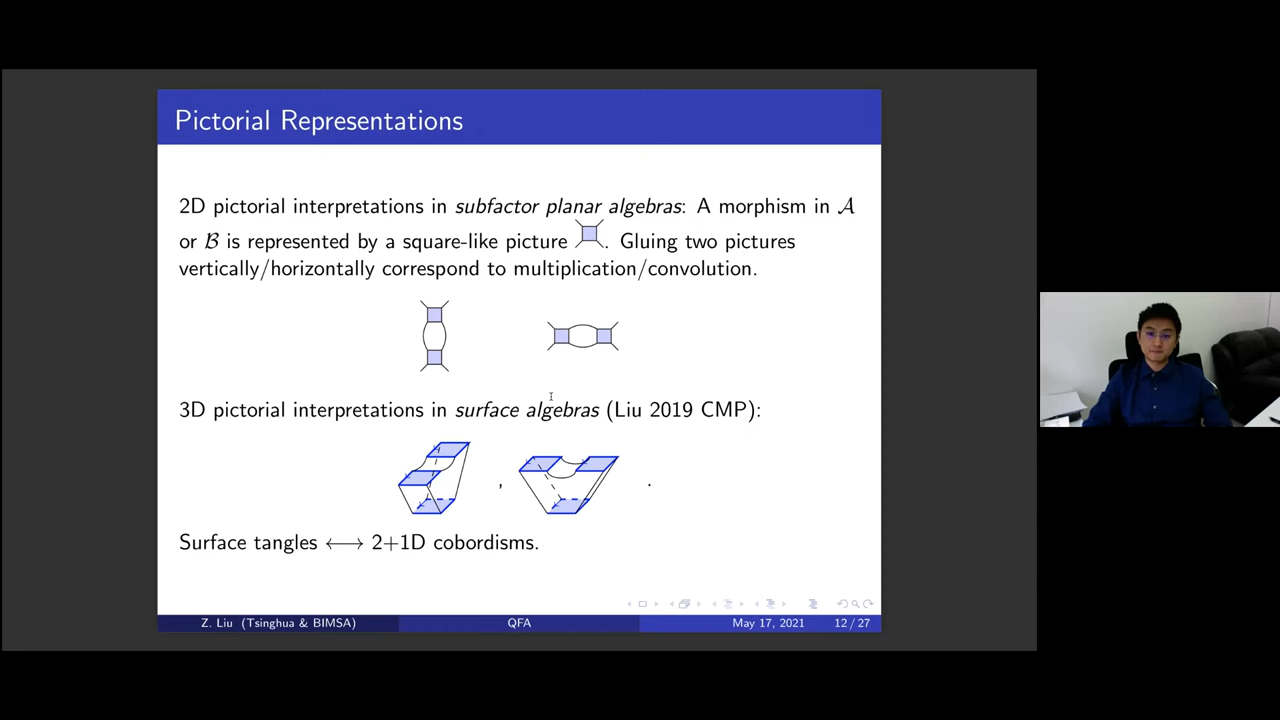 Pictorial Representations
2D pictorial interpretations in subfactor planar algebras: A morphism in 𝒜
or ℬ is represented by a square-like picture . Gluing two pictures
vertically/horizontally correspond to multiplication/convolution.
3D pictorial interpretations in surface algebras (Liu 2019 CMP):
, .
Surface tangles ⟷ 2+1D cobordisms.
Z. Liu (Tsinghua & BIMSA) QFA May 17, 2021 12 / 27